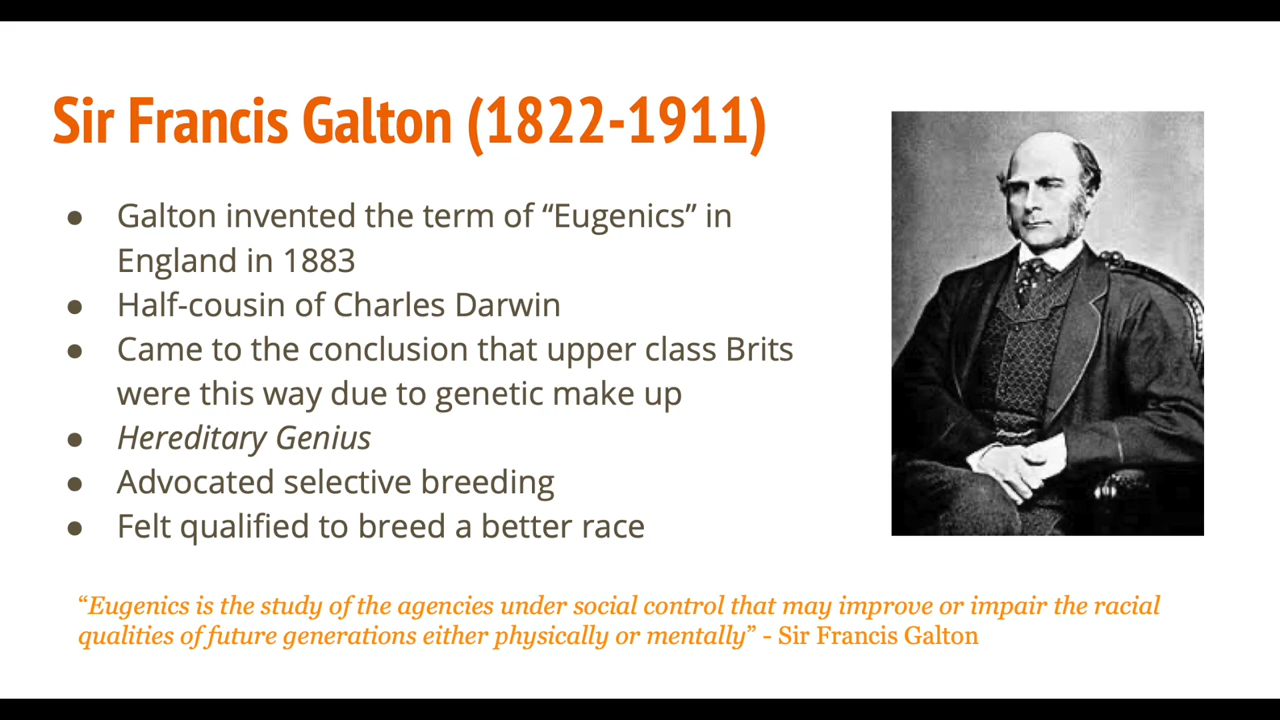 Sir Francis Galton (1822-1911)
● Galton invented the term of “Eugenics” in
England in 1883
● Half-cousin of Charles Darwin
● Came to the conclusion that upper class Brits
were this way due to genetic make up
● Hereditary Genius
● Advocated selective breeding
● Felt qualified to breed a better race
“Eugenics is the study of the agencies under social control that may improve or impair the racial
qualities of future generations either physically or mentally” - Sir Francis Galton